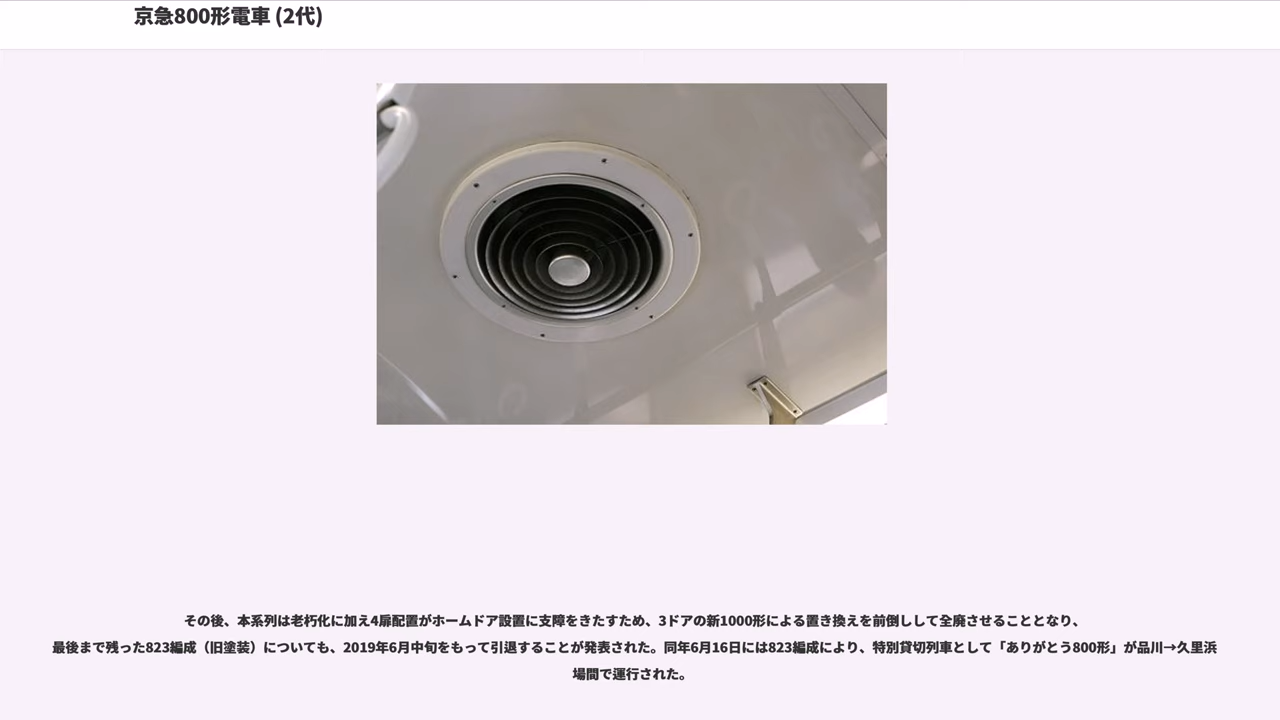 京急800形電車 (2代)
その後、本系列は老朽化に加え4扉配置がホームドア設置に支障をきたすため、3ドアの新1000形による置き換えを前倒しして全廃させることとなり、
最後まで残った823編成（旧塗装）についても、2019年6月中旬をもって引退することが発表された。同年6月16日には823編成により、特別貸切列車として「ありがとう800形」が品川→久里浜
場間で運行された。